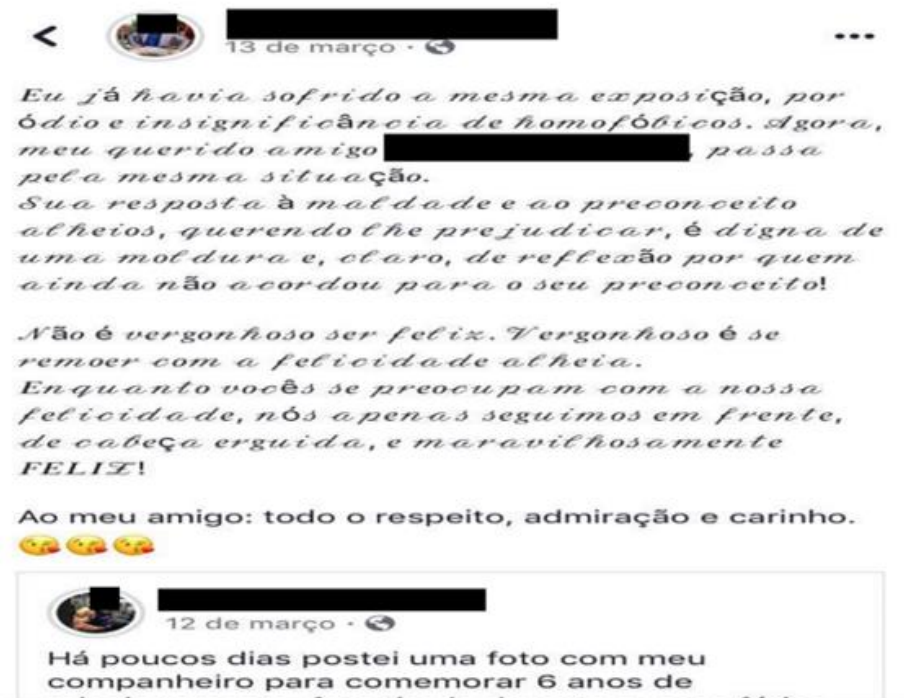 13 de março ·
Eu já havia sofrido a mesma exposição, por
ódio e insignificância de homofóbicos. Agora,
meu querido amigo , passa
pela mesma situação.
Sua resposta à maldade e ao preconceito
alheios, querendo lhe prejudicar, é digna de
uma moldura e, claro, de reflexão por quem
ainda não acordou para o seu preconceito!
Não é vergonhoso ser feliz. Vergonhoso é se
remoer com a felicidade alheia.
Enquanto vocês se preocupam com a nossa
felicidade, nós apenas seguimos em frente,
de cabeça erguida, e maravilhosamente
FELIZ!
Ao meu amigo: todo o respeito, admiração e carinho.
😘😘😘
12 de março ·
Há poucos dias postei uma foto com meu
companheiro para comemorar 6 anos de